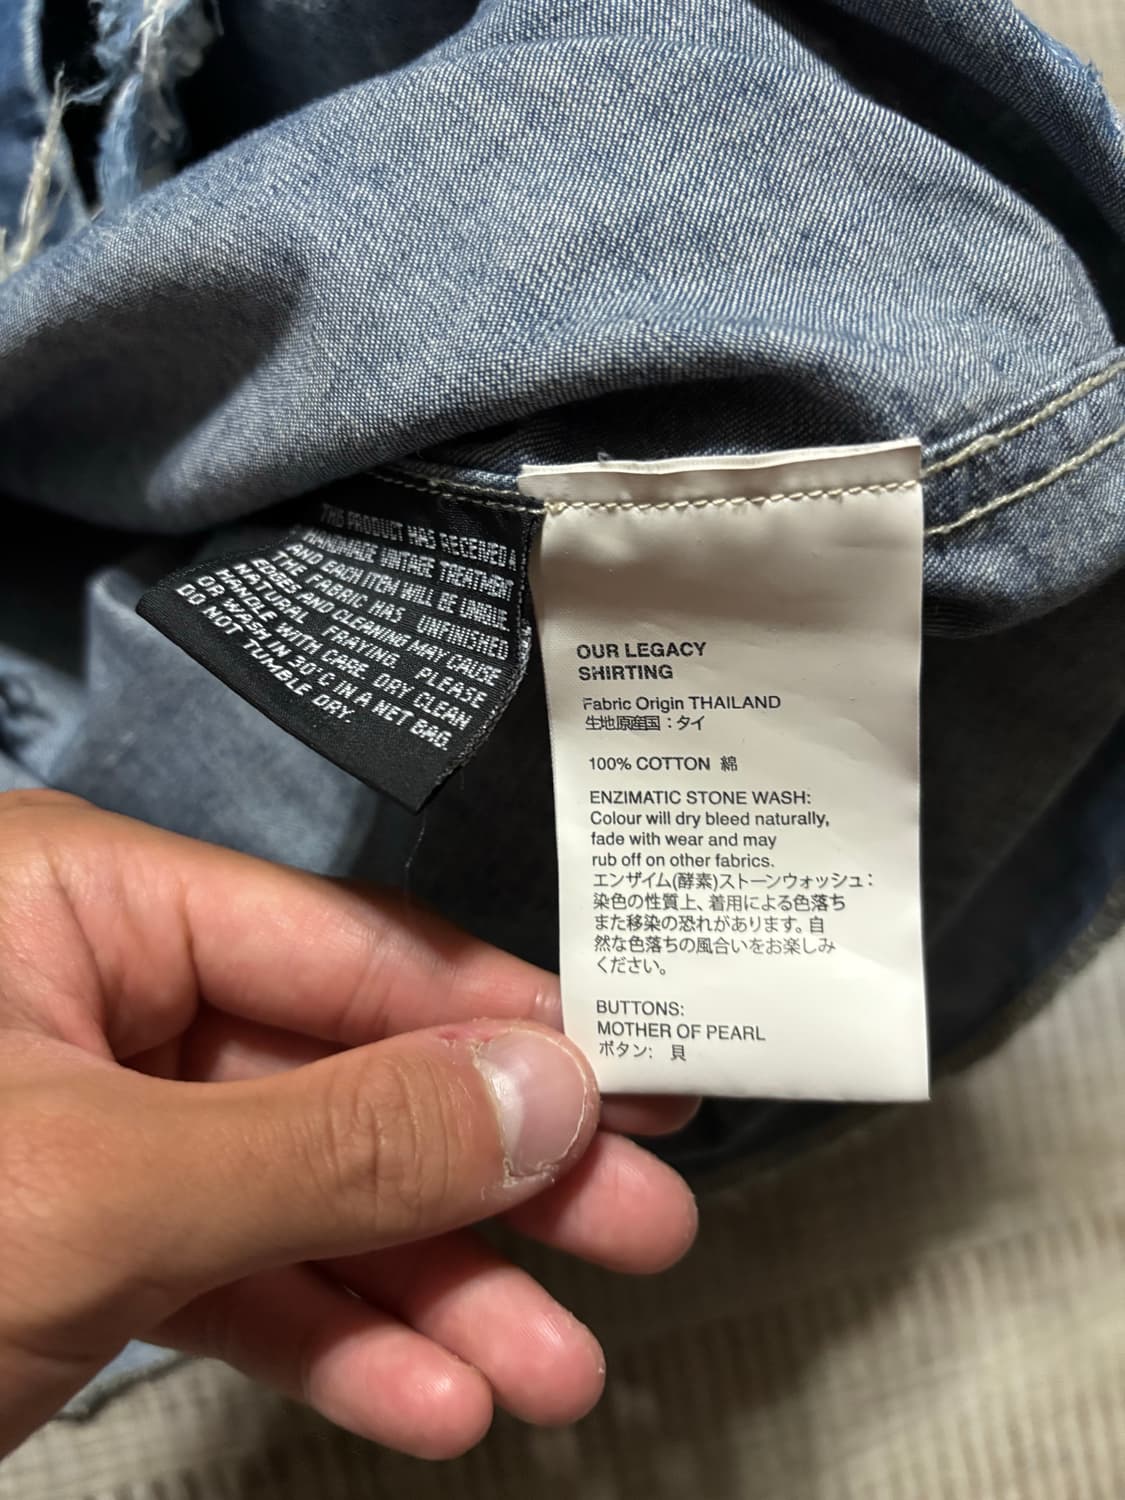 THIS PRODUCT HAS RECEIVED A
HANDMADE VINTAGE TREATMENT
AND EACH ITEM WILL BE UNIQUE
THE FABRIC HAS UNFINISHED
EDGES AND CLEANING MAY CAUSE
NATURAL FRAYING PLEASE
HANDLE WITH CARE. DRY CLEAN
OR WASH IN 30°C IN A NET BAG.
DO NOT TUMBLE DRY.
OUR LEGACY
SHIRTING
Fabric Origin THAILAND
生地原産国：タイ
100% COTTON 綿
ENZIMATIC STONE WASH:
Colour will dry bleed naturally,
fade with wear and may
rub off on other fabrics.
エンザイム(酵素)ストーンウォッシュ：
染色の性質上、着用による色落ち
また移染の恐れがあります。自
然な色落ちの風合いをお楽しみ
ください。
BUTTONS:
MOTHER OF PEARL
ボタン: 貝